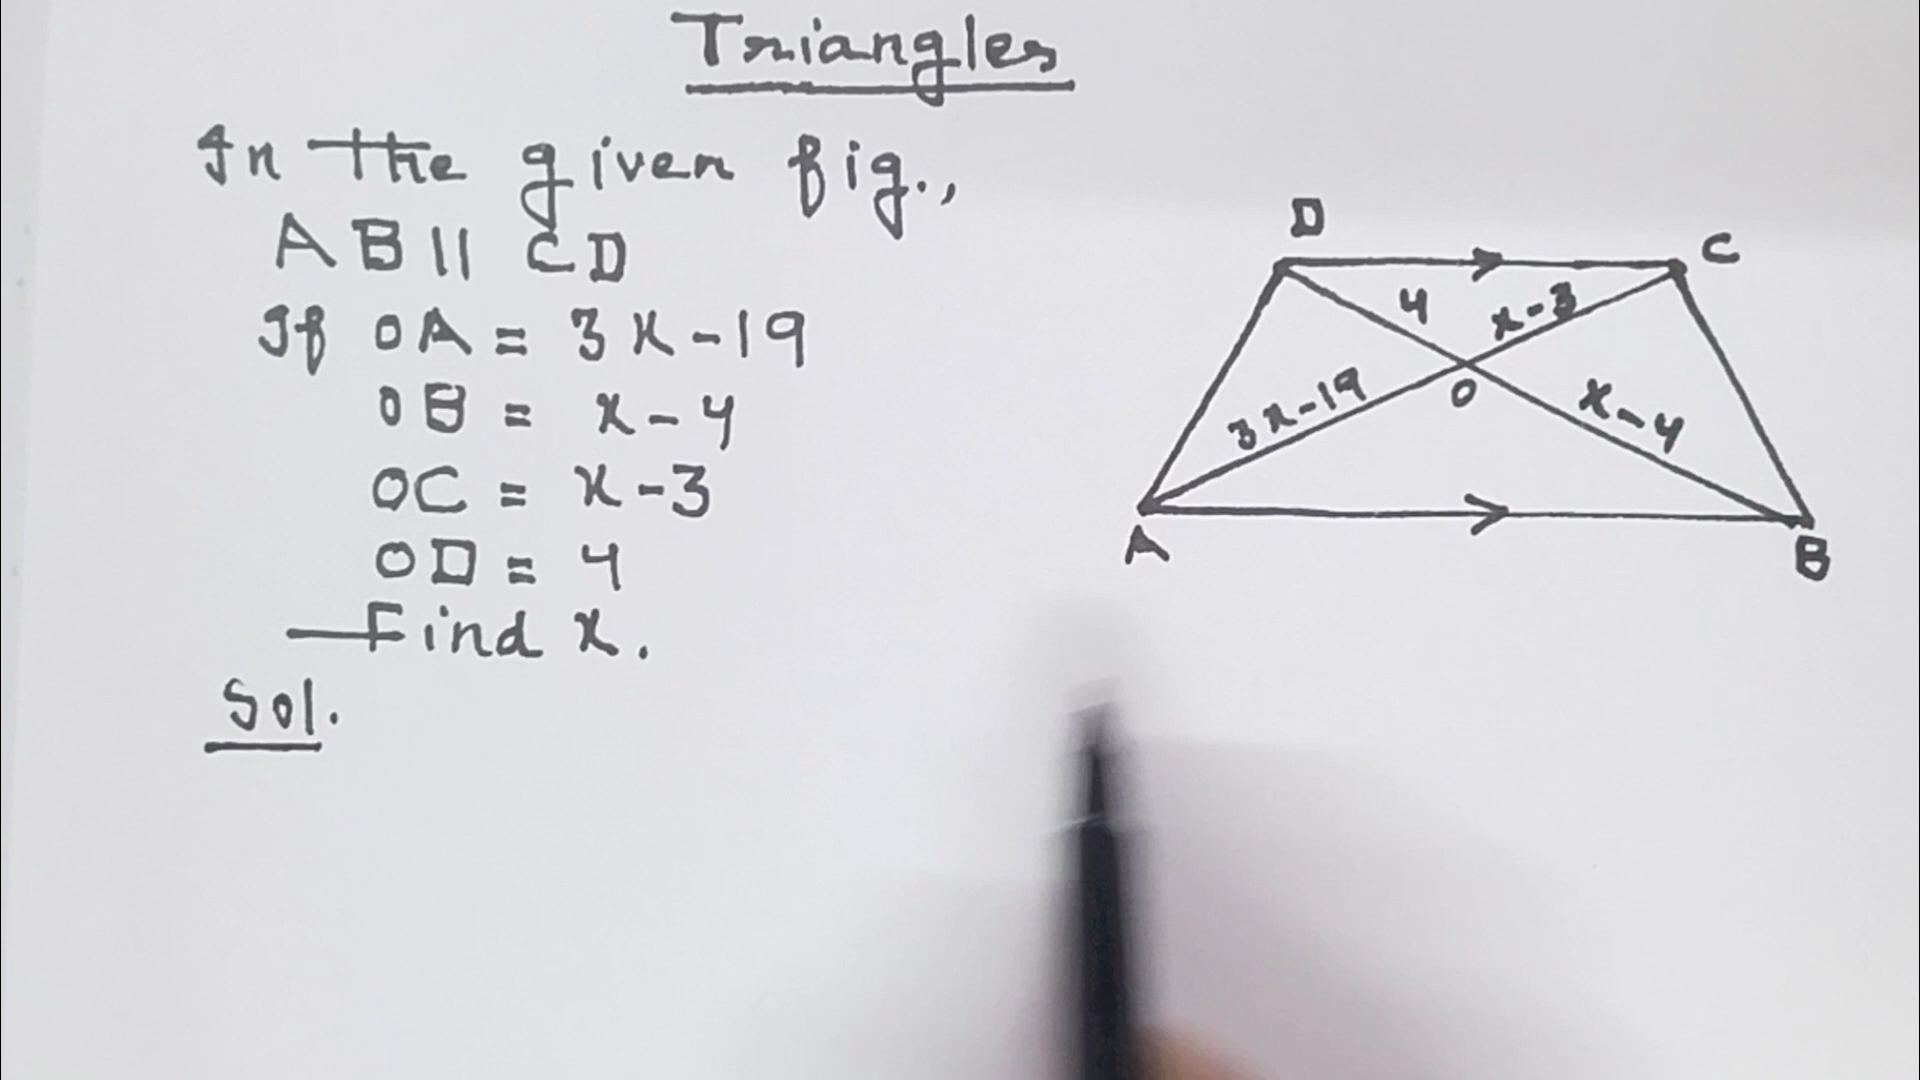 Triangles
In the given fig.,
AB || CD
If OA = 3x-19
OB = x-4
OC = x-3
OD = 4
Find x.
Sol.
D
C
4
x-3
3x-19
O
x-4
A
B